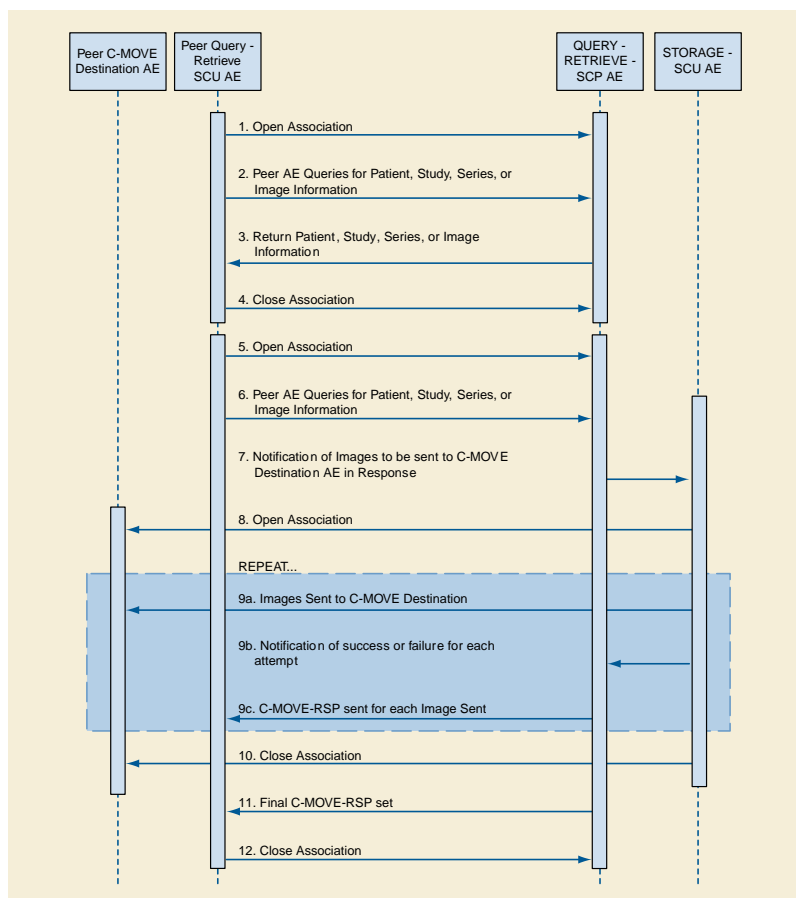 Peer C-MOVE
Destination AE
Peer Query -
Retrieve
SCU AE
QUERY -
RETRIEVE -
SCP AE
STORAGE -
SCU AE
1. Open Association
2. Peer AE Queries for Patient, Study, Series, or
Image Information
3. Return Patient, Study, Series, or Image
Information
4. Close Association
5. Open Association
6. Peer AE Queries for Patient, Study, Series, or
Image Information
7. Notification of Images to be sent to C-MOVE
Destination AE in Response
8. Open Association
REPEAT...
9a. Images Sent to C-MOVE Destination
9b. Notification of success or failure for each
attempt
9c. C-MOVE-RSP sent for each Image Sent
10. Close Association
11. Final C-MOVE-RSP set
12. Close Association